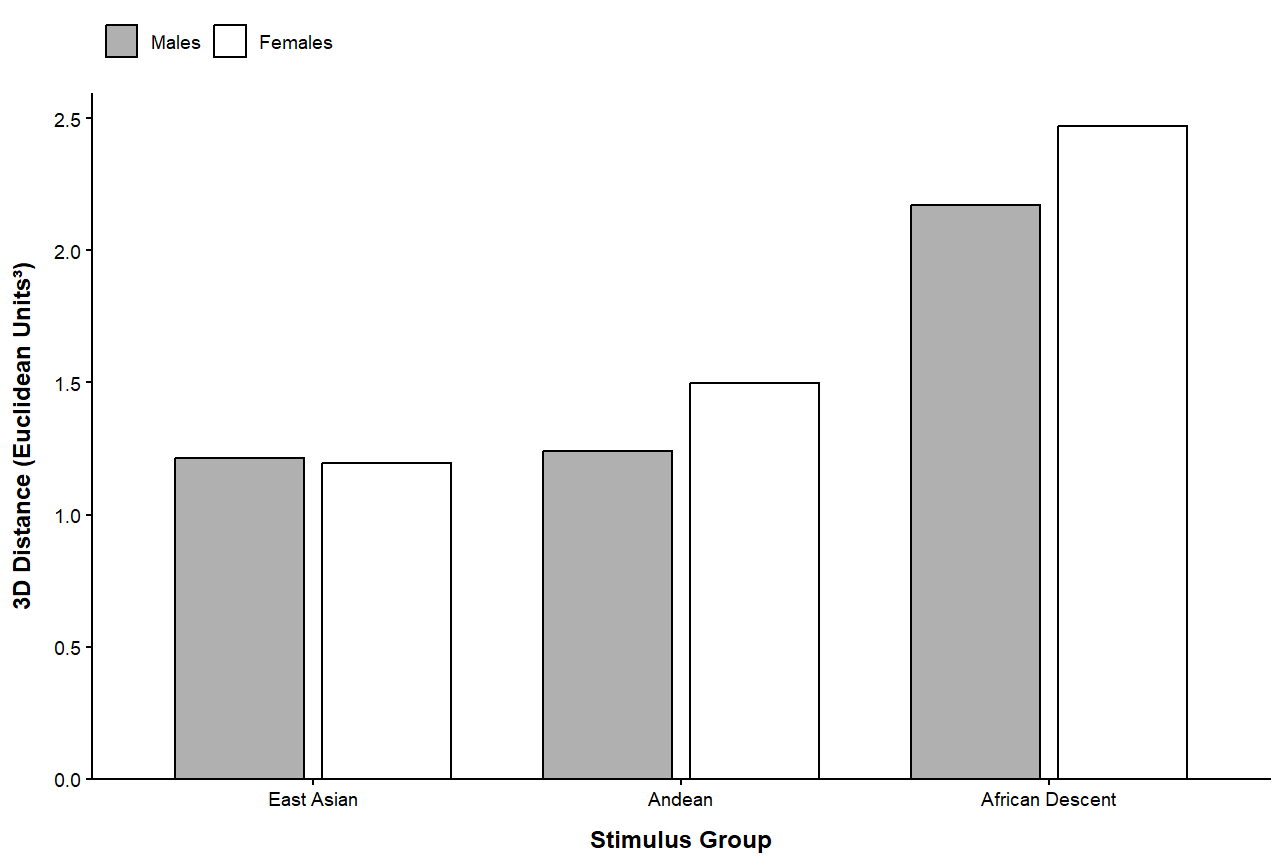 Males Females
2.5
2.0
1.5
1.0
0.5
0.0
3D Distance (Euclidean Units³)
East Asian Andean African Descent
Stimulus Group